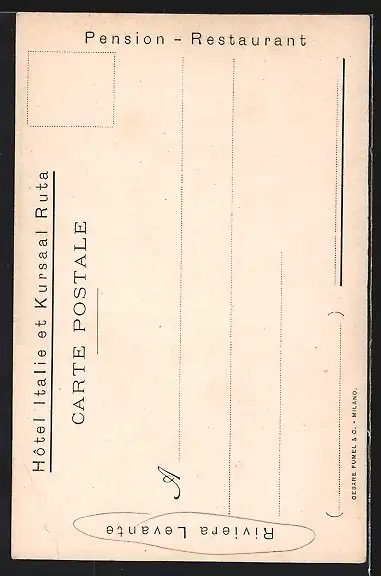 Pension - Restaurant
Hôtel Italie et Kursaal Ruta
CARTE POSTALE
A
( )
Riviera Levante
CESARE FUMEL & C. - MILANO.